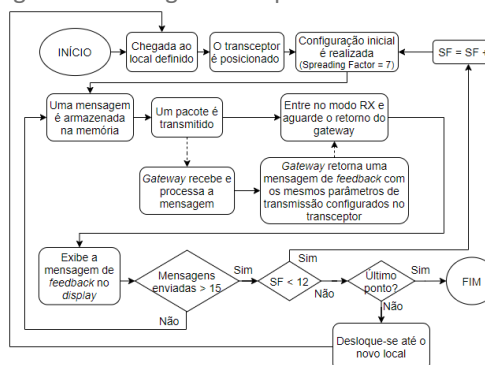 INÍCIO
Chegada ao
local definido
O transceptor
é posicionado
Configuração inicial
é realizada
(Spreading Factor = 7)
SF = SF +
Uma mensagem
é armazenada
na memória
Um pacote é
transmitido
Entre no modo RX e
aguarde o retorno do
gateway
Gateway recebe e
processa a
mensagem
Gateway retorna uma
mensagem de feedback com
os mesmos parâmetros de
transmissão configurados no
transceptor
Exibe a
mensagem de
feedback no
display
Mensagens
enviadas > 15
Sim
Não
SF < 12
Sim
Não
Último
ponto?
Sim
Não
FIM
Desloque-se até o
novo local